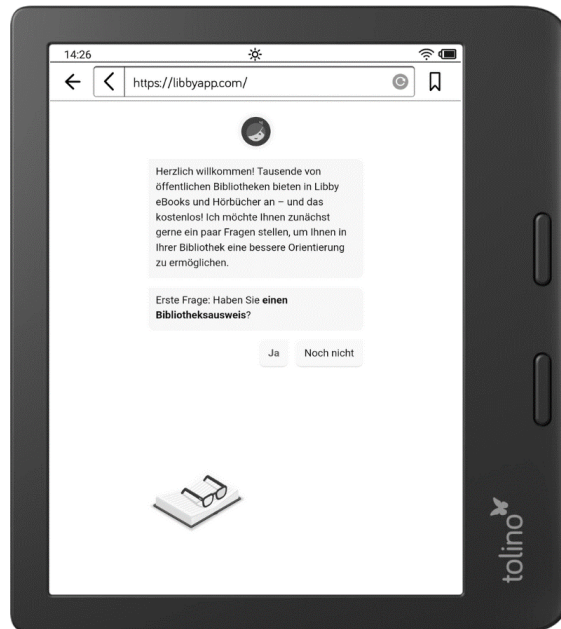 14:26
https://libbyapp.com/
Herzlich willkommen! Tausende von
öffentlichen Bibliotheken bieten in Libby
eBooks und Hörbücher an – und das
kostenlos! Ich möchte Ihnen zunächst
gerne ein paar Fragen stellen, um Ihnen in
Ihrer Bibliothek eine bessere Orientierung
zu ermöglichen.
Erste Frage: Haben Sie einen
Bibliotheksausweis?
Ja
Noch nicht
tolino